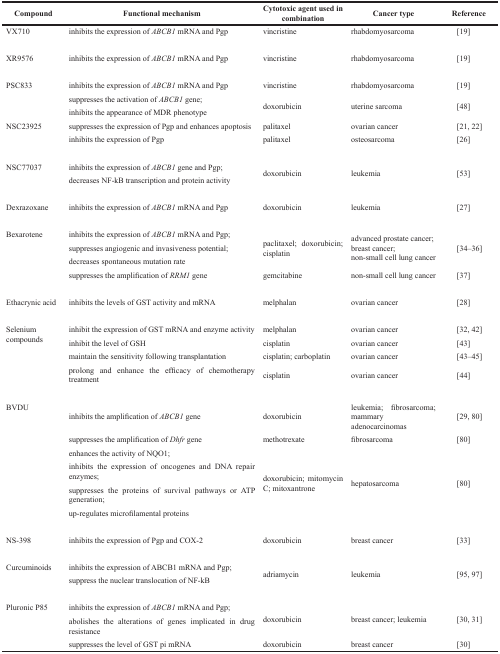 Compound Functional mechanism Cytotoxic agent used in combination Cancer type Reference
VX710 inhibits the expression of ABCB1 mRNA and Pgp vincristine rhabdomyosarcoma [19]
XR9576 inhibits the expression of ABCB1 mRNA and Pgp vincristine rhabdomyosarcoma [19]
PSC833 inhibits the expression of ABCB1 mRNA and Pgp vincristine rhabdomyosarcoma [19]
suppresses the activation of ABCB1 gene;
inhibits the appearance of MDR phenotype
doxorubicin uterine sarcoma [48]
NSC23925 suppresses the expression of Pgp and enhances apoptosis palitaxel ovarian cancer [21, 22]
inhibits the expression of Pgp palitaxel osteosarcoma [26]
NSC77037 inhibits the expression of ABCB1 gene and Pgp;
decreases NF-kB transcription and protein activity
doxorubicin leukemia [53]
Dexrazoxane inhibits the expression of ABCB1 mRNA and Pgp doxorubicin leukemia [27]
Bexarotene inhibits the expression of ABCB1 mRNA and Pgp;
suppresses angiogenic and invasiveness potential;
decreases spontaneous mutation rate
paclitaxel; doxorubicin;
cisplatin
advanced prostate cancer;
breast cancer;
non-small cell lung cancer
[34–36]
suppresses the amplification of RRM1 gene gemcitabine non-small cell lung cancer [37]
Ethacrynic acid inhibits the levels of GST activity and mRNA melphalan ovarian cancer [28]
Selenium
compounds
inhibit the expression of GST mRNA and enzyme activity melphalan ovarian cancer [32, 42]
inhibit the level of GSH cisplatin ovarian cancer [43]
maintain the sensitivity following transplantation cisplatin; carboplatin ovarian cancer [43–45]
prolong and enhance the efficacy of chemotherapy
treatment
cisplatin ovarian cancer [44]
BVDU
inhibits the amplification of ABCB1 gene doxorubicin
leukemia; fibrosarcoma;
mammary
adenocarcinomas
[29, 80]
suppresses the amplification of Dhfr gene methotrexate fibrosarcoma [80]
enhances the activity of NQO1;
inhibits the expression of oncogenes and DNA repair
enzymes;
suppresses the proteins of survival pathways or ATP
generation;
up-regulates microfilamental proteins
doxorubicin; mitomycin
C; mitoxantrone
hepatosarcoma [80]
NS-398 inhibits the expression of Pgp and COX-2 doxorubicin breast cancer [33]
Curcuminoids inhibits the expression of ABCB1 mRNA and Pgp;
suppress the nuclear translocation of NF-kB
adriamycin leukemia [95, 97]
Pluronic P85 inhibits the expression of ABCB1 mRNA and Pgp;
abolishes the alterations of genes implicated in drug
resistance
doxorubicin breast cancer; leukemia [30, 31]
suppresses the level of GST pi mRNA doxorubicin breast cancer [30]